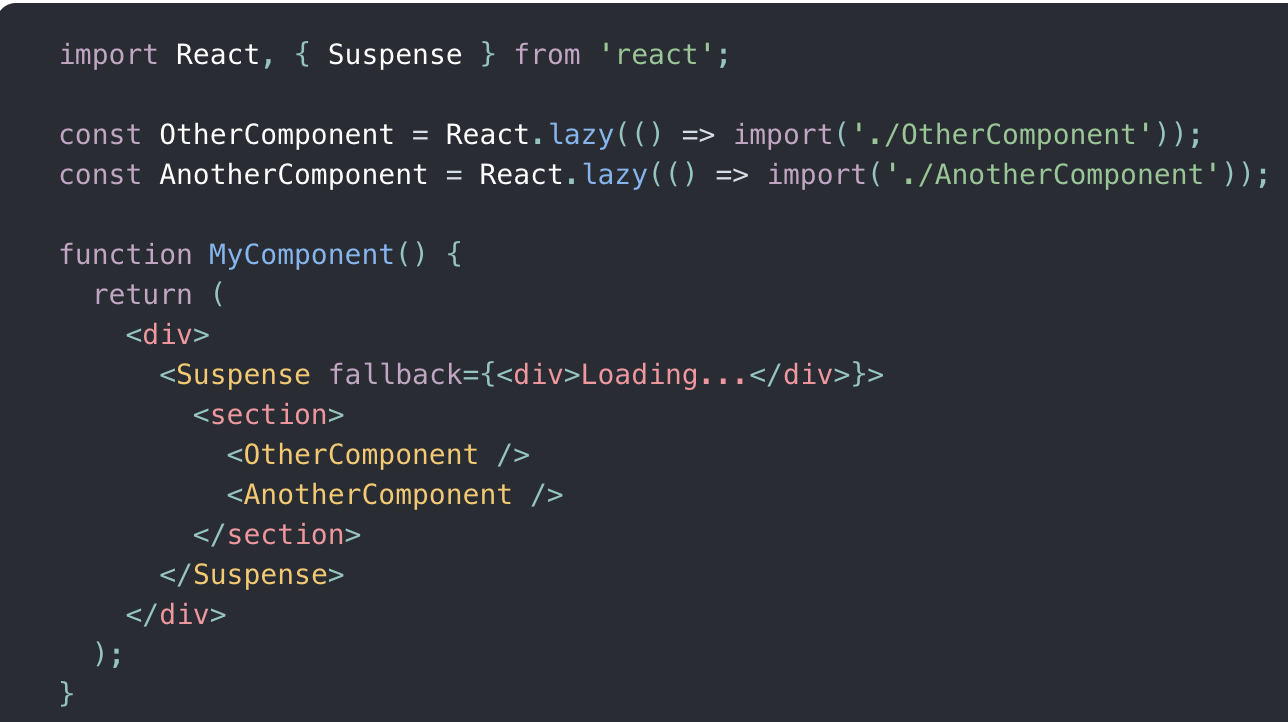 import React, { Suspense } from 'react';

const OtherComponent = React.lazy(() => import('./OtherComponent'));
const AnotherComponent = React.lazy(() => import('./AnotherComponent'));

function MyComponent() {
  return (
    <div>
      <Suspense fallback={<div>Loading...</div>}>
        <section>
          <OtherComponent />
          <AnotherComponent />
        </section>
      </Suspense>
    </div>
  );
}